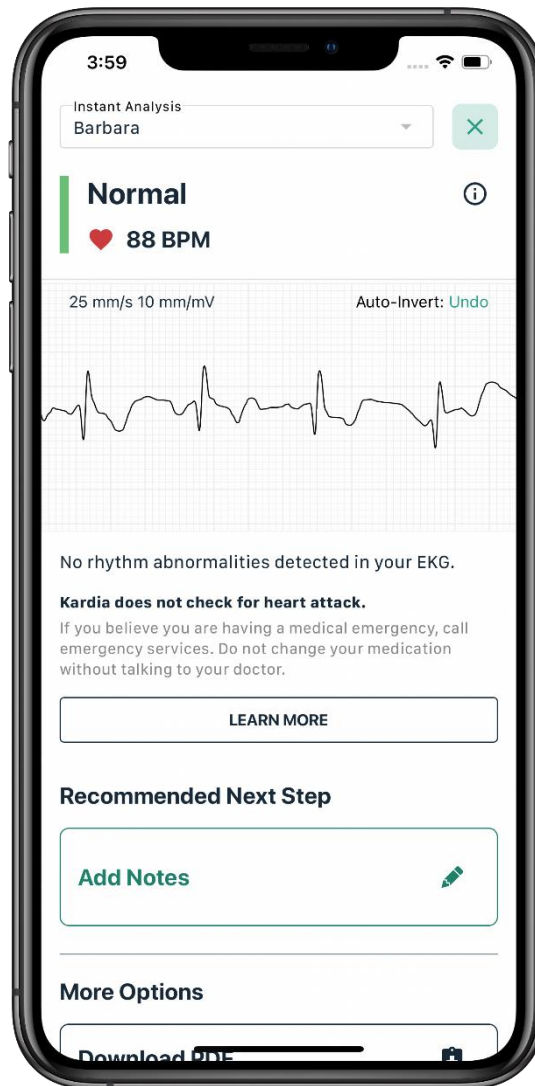 3:59
Instant Analysis
Barbara
Normal
88 BPM
25 mm/s 10 mm/mV
Auto-Invert: Undo
No rhythm abnormalities detected in your EKG.
Kardia does not check for heart attack.
If you believe you are having a medical emergency, call
emergency services. Do not change your medication
without talking to your doctor.
LEARN MORE
Recommended Next Step
Add Notes
More Options
Download PDF